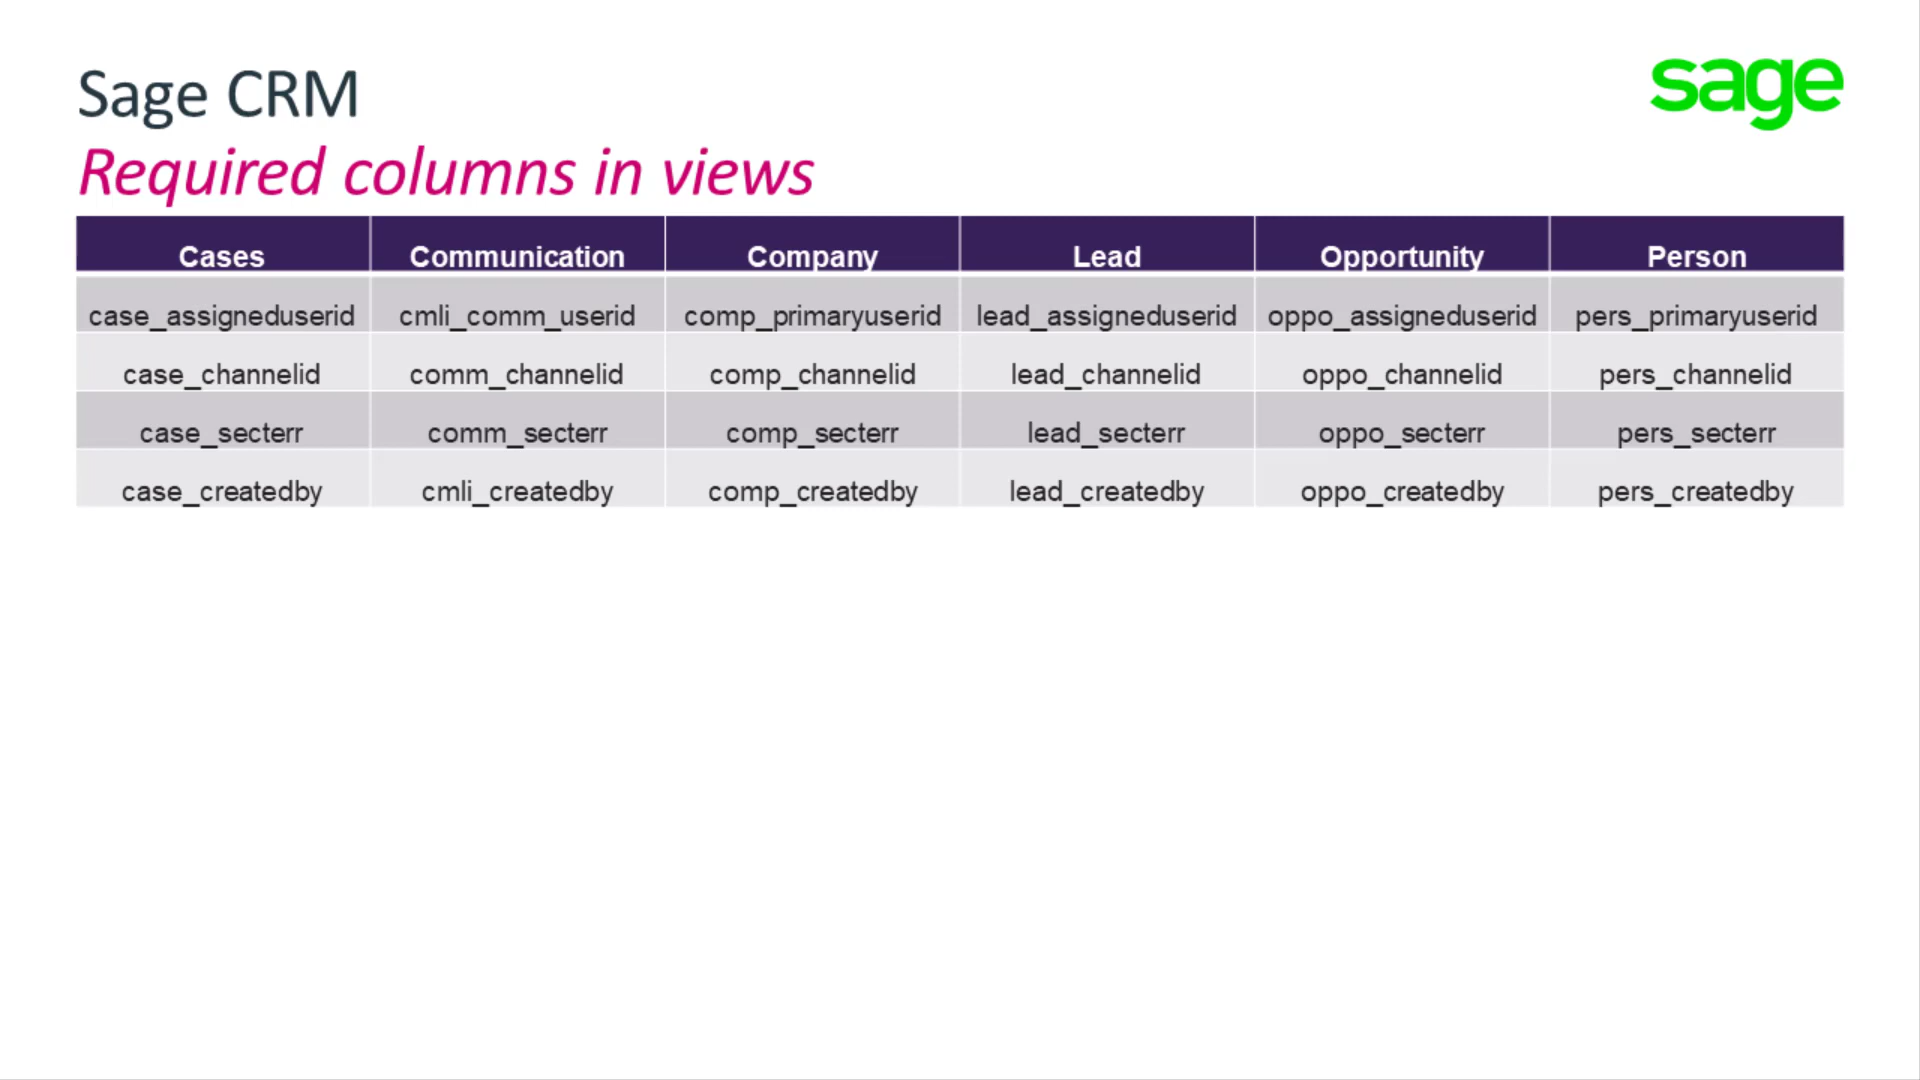 Sage CRM
sage
Required columns in views
Cases Communication Company Lead Opportunity Person
case_assigneduserid cmli_comm_userid comp_primaryuserid lead_assigneduserid oppo_assigneduserid pers_primaryuserid
case_channelid comm_channelid comp_channelid lead_channelid oppo_channelid pers_channelid
case_secterr comm_secterr comp_secterr lead_secterr oppo_secterr pers_secterr
case_createdby cmli_createdby comp_createdby lead_createdby oppo_createdby pers_createdby